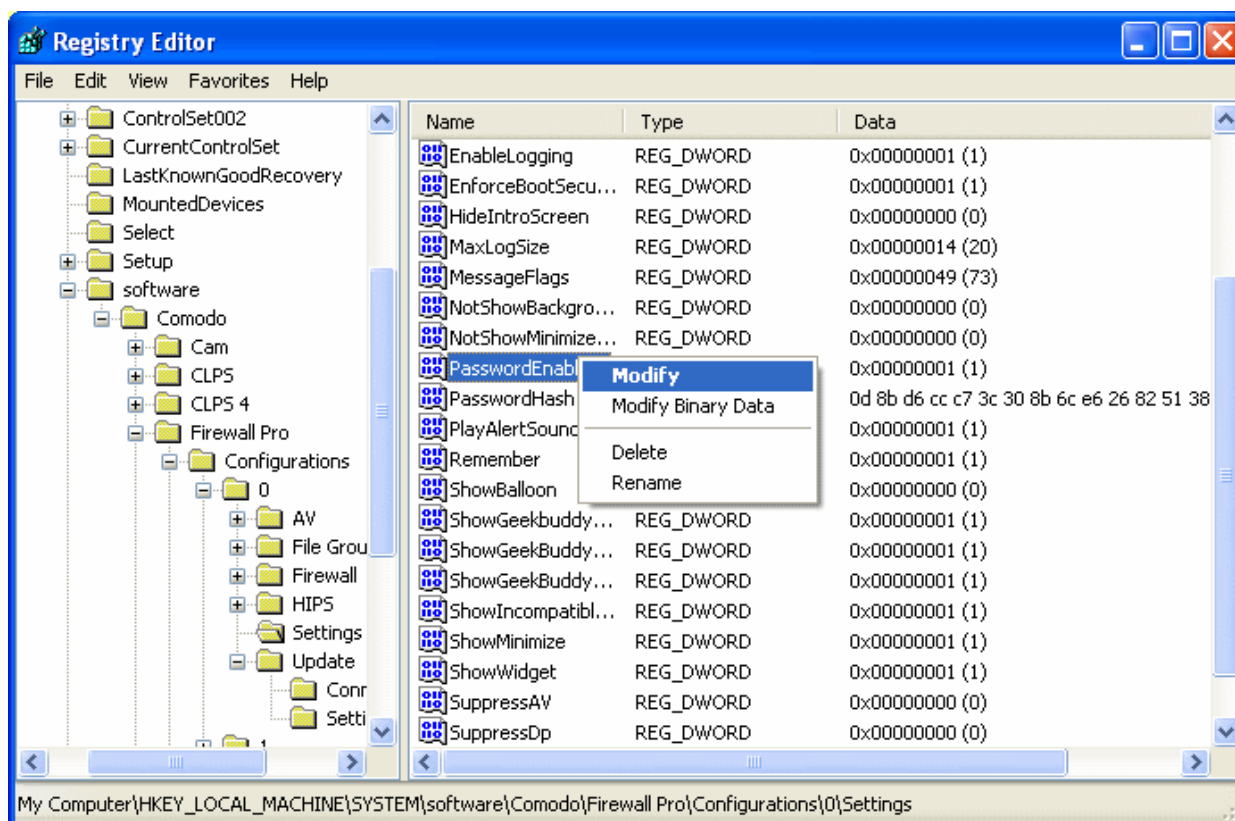 Registry Editor
File Edit View Favorites Help
ControlSet002
CurrentControlSet
LastKnownGoodRecovery
MountedDevices
Select
Setup
software
Comodo
Cam
CLPS
CLPS 4
Firewall Pro
Configurations
0
AV
File Grou
Firewall
HIPS
Settings
Update
Conr
Setti
1
Name Type Data
EnableLogging REG_DWORD 0x00000001 (1)
EnforceBootSecu... REG_DWORD 0x00000001 (1)
HideIntroScreen REG_DWORD 0x00000000 (0)
MaxLogSize REG_DWORD 0x00000014 (20)
MessageFlags REG_DWORD 0x00000049 (73)
NotShowBackgro... REG_DWORD 0x00000000 (0)
NotShowMinimize... REG_DWORD 0x00000000 (0)
PasswordEnabl 0x00000001 (1)
PasswordHash 0d 8b d6 cc c7 3c 30 8b 6c e6 26 82 51 38
PlayAlertSound 0x00000001 (1)
Remember 0x00000001 (1)
ShowBalloon 0x00000000 (0)
ShowGeekbuddy... REG_DWORD 0x00000001 (1)
ShowGeekBuddy... REG_DWORD 0x00000001 (1)
ShowGeekBuddy... REG_DWORD 0x00000001 (1)
ShowIncompatibl... REG_DWORD 0x00000001 (1)
ShowMinimize REG_DWORD 0x00000001 (1)
ShowWidget REG_DWORD 0x00000001 (1)
SuppressAV REG_DWORD 0x00000000 (0)
SuppressDp REG_DWORD 0x00000000 (0)
Modify
Modify Binary Data
Delete
Rename
My Computer\HKEY_LOCAL_MACHINE\SYSTEM\software\Comodo\Firewall Pro\Configurations\0\Settings